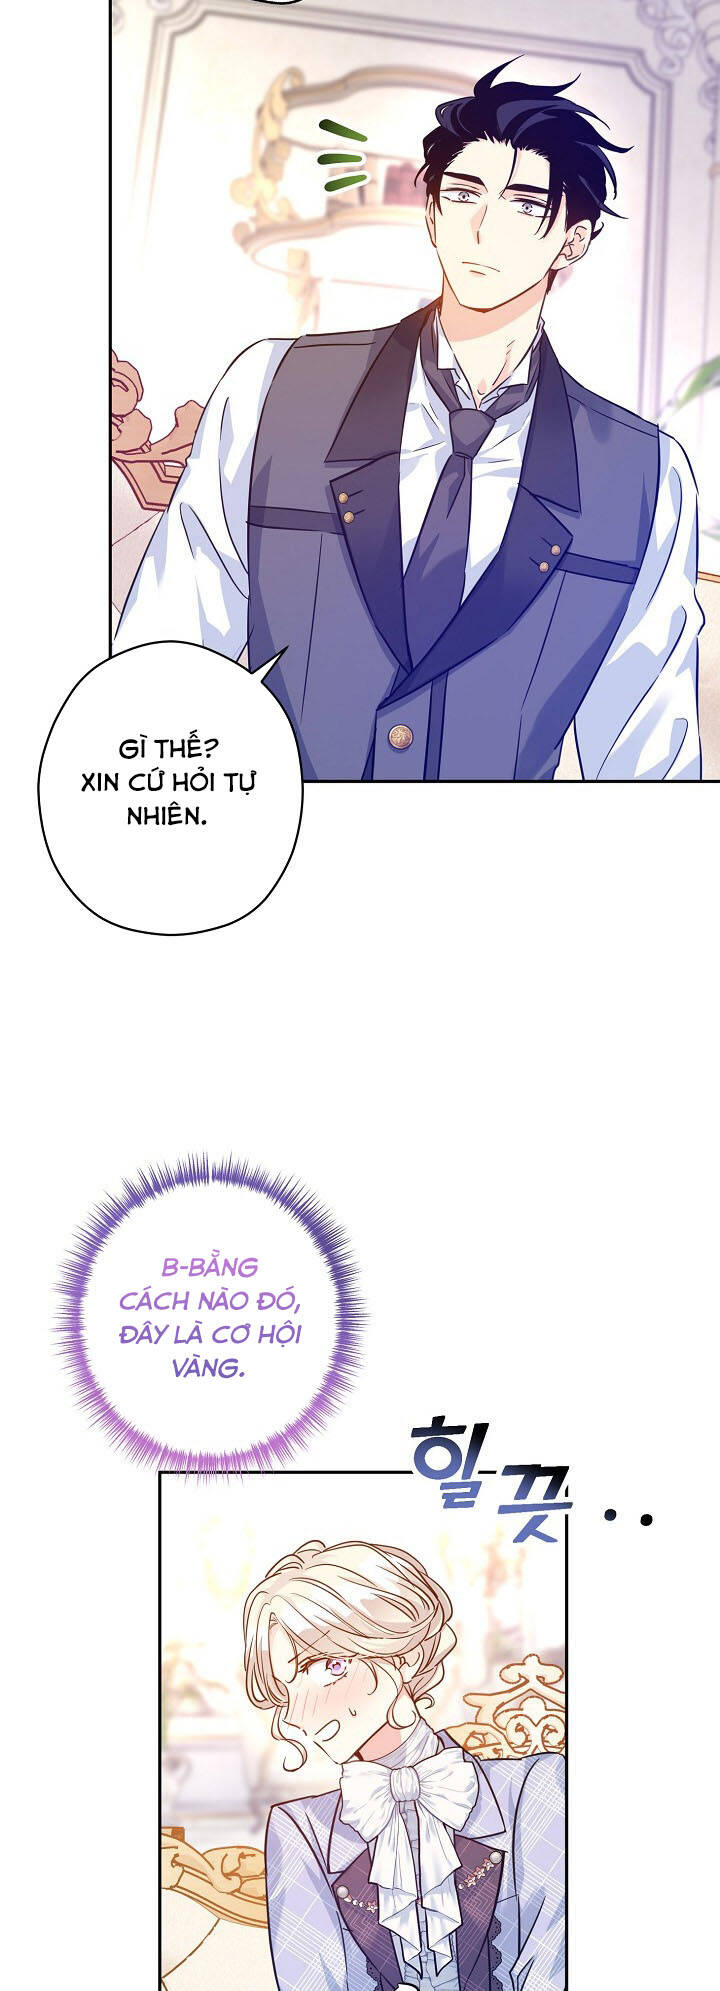 GÌ THẾ?
XIN CỨ HỎI TỰ
NHIÊN.
B-BẰNG
CÁCH NÀO ĐÓ,
ĐÂY LÀ CƠ HỘI
VÀNG.
힐끗..